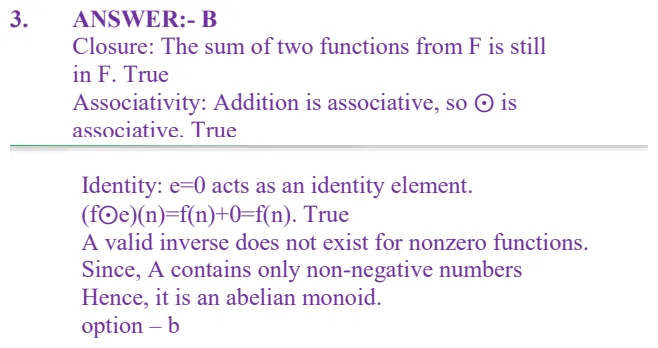 3. ANSWER:- B
Closure: The sum of two functions from F is still
in F. True
Associativity: Addition is associative, so ⊙ is
associative. True
Identity: e=0 acts as an identity element.
(f⊙e)(n)=f(n)+0=f(n). True
A valid inverse does not exist for nonzero functions.
Since, A contains only non-negative numbers
Hence, it is an abelian monoid.
option – b